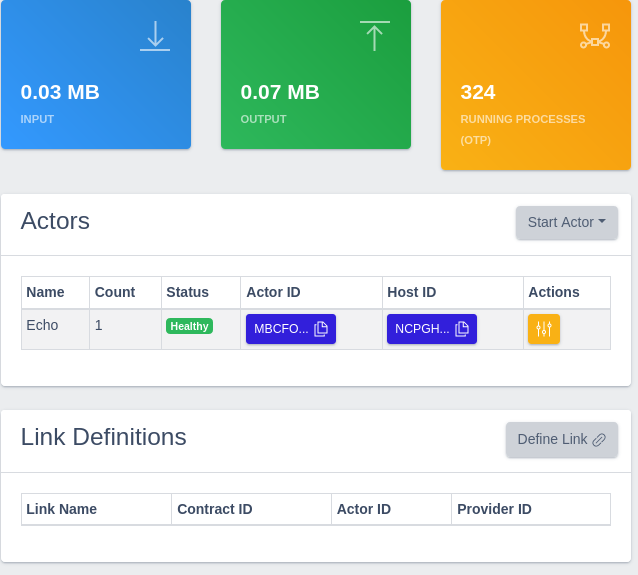 0.03 MB
INPUT
0.07 MB
OUTPUT
324
RUNNING PROCESSES
(OTP)
Actors
Start Actor
Name Count Status Actor ID Host ID Actions
Echo 1 Healthy MBCFO... NCPGH...
Link Definitions
Define Link
Link Name Contract ID Actor ID Provider ID